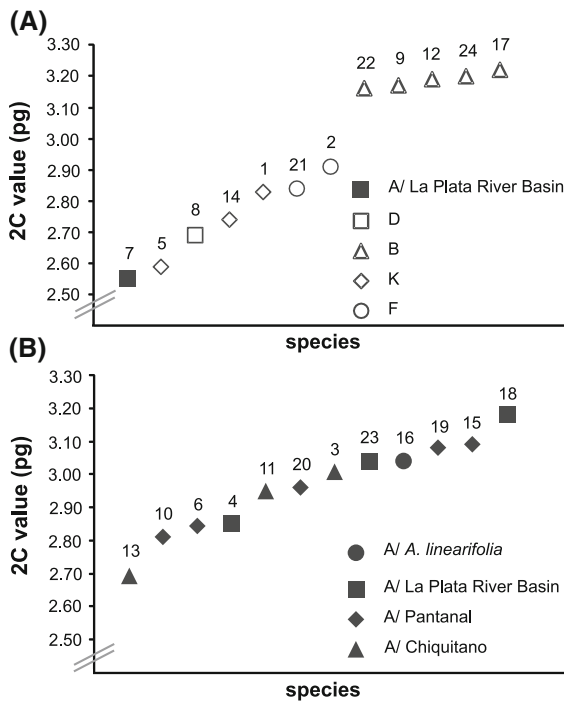 (A)
2C value (pg)
3.30
3.20
3.10
3.00
2.90
2.80
2.70
2.60
2.50
7
5
8
14
1
21
2
22
9
12
24
17
A/ La Plata River Basin
D
B
K
F
species
(B)
2C value (pg)
3.30
3.20
3.10
3.00
2.90
2.80
2.70
2.60
2.50
13
10
6
4
11
20
3
23
16
19
15
18
A/ A. linearifolia
A/ La Plata River Basin
A/ Pantanal
A/ Chiquitano
species